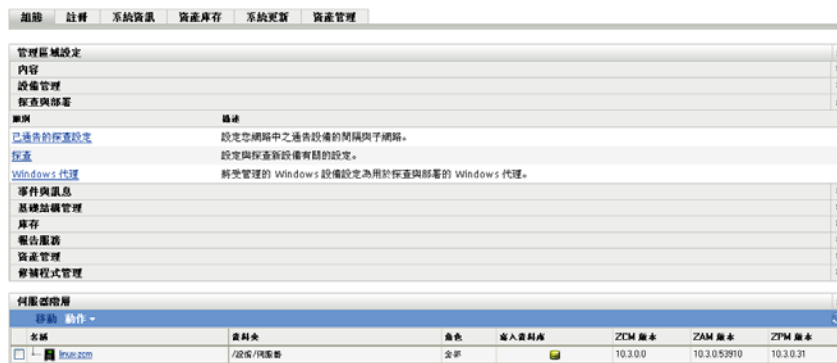 組態 註冊 系統資訊 資產庫存 系統更新 資產管理
管理區域設定
內容
設備管理
探查與部署
類別 描述
已通告的探查設定 設定您網路中之通告設備的間隔與子網路。
探查 設定與探查新設備有關的設定。
Windows 代理 將受管理的 Windows 設備設定為用於探查與部署的 Windows 代理。
事件與訊息
基礎結構管理
庫存
報告服務
資產管理
修補程式管理
伺服器階層
移動 動作
名稱 資料夾 角色 寫入資料庫 ZCM 版本 ZAM 版本 ZPM 版本
linux-zcm /設備/伺服器 全部 10.3.0.0 10.3.0.53910 10.3.0.31